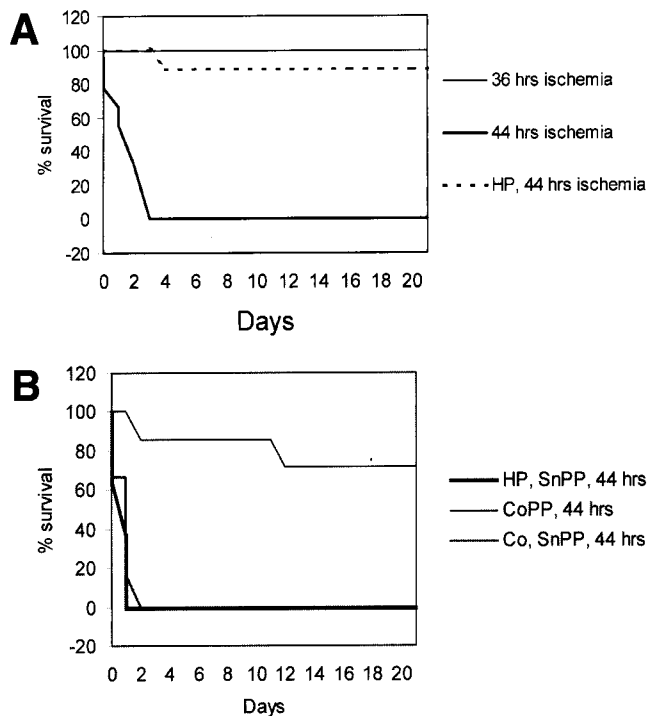 A
120
100
80
60
40
20
0
-20
% survival
0 2 4 6 8 10 12 14 16 18 20
Days
36 hrs ischemia
44 hrs ischemia
HP, 44 hrs ischemia
B
120
100
80
60
40
20
0
-20
% survival
0 2 4 6 8 10 12 14 16 18 20
Days
HP, SnPP, 44 hrs
CoPP, 44 hrs
Co, SnPP, 44 hrs